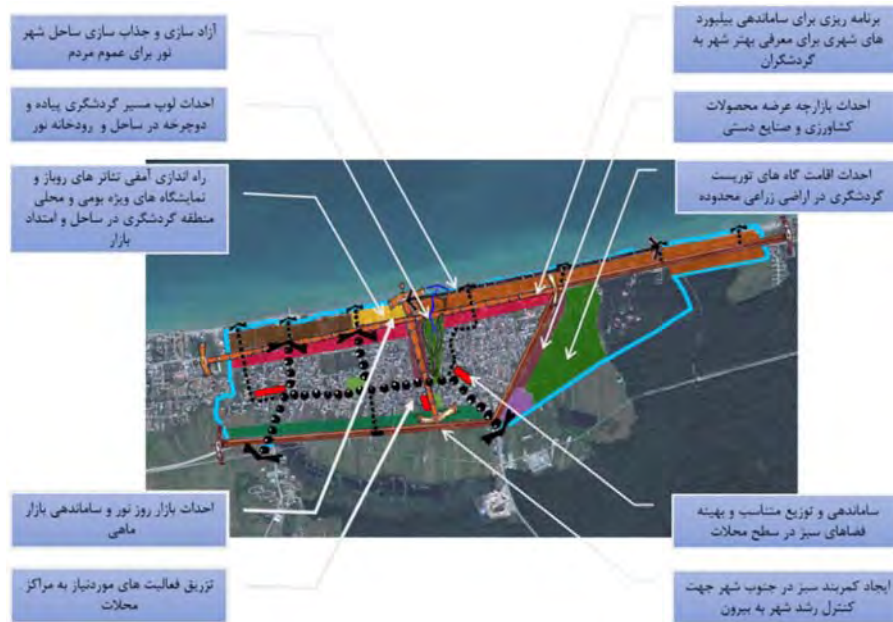 برنامه ریزی برای ساماندهی بیلبورد
های شهری برای معرفی بهتر شهر به
گردشگران
احداث بازارچه عرضه محصولات
کشاورزی و صنایع دستی
احداث اقامت گاه های توریست
گردشگری در اراضی زراعی محدوده
آزاد سازی و جذاب سازی ساحل شهر
نور برای عموم مردم
احداث لوپ مسیر گردشگری پیاده و
دوچرخه در ساحل و رودخانه نور
راه اندازی آمفی تئاتر های روباز و
نمایشگاه های ویژه بومی و محلی
منطقه گردشگری در ساحل و امتداد
بازار
ساماندهی و توزیع متناسب و بهینه
فضاهای سبز در سطح محلات
ایجاد کمربند سبز در جنوب شهر جهت
کنترل رشد شهر به بیرون
احداث بازار روز نور و ساماندهی بازار
ماهی
تزریق فعالیت های موردنیاز به مراکز
محلات